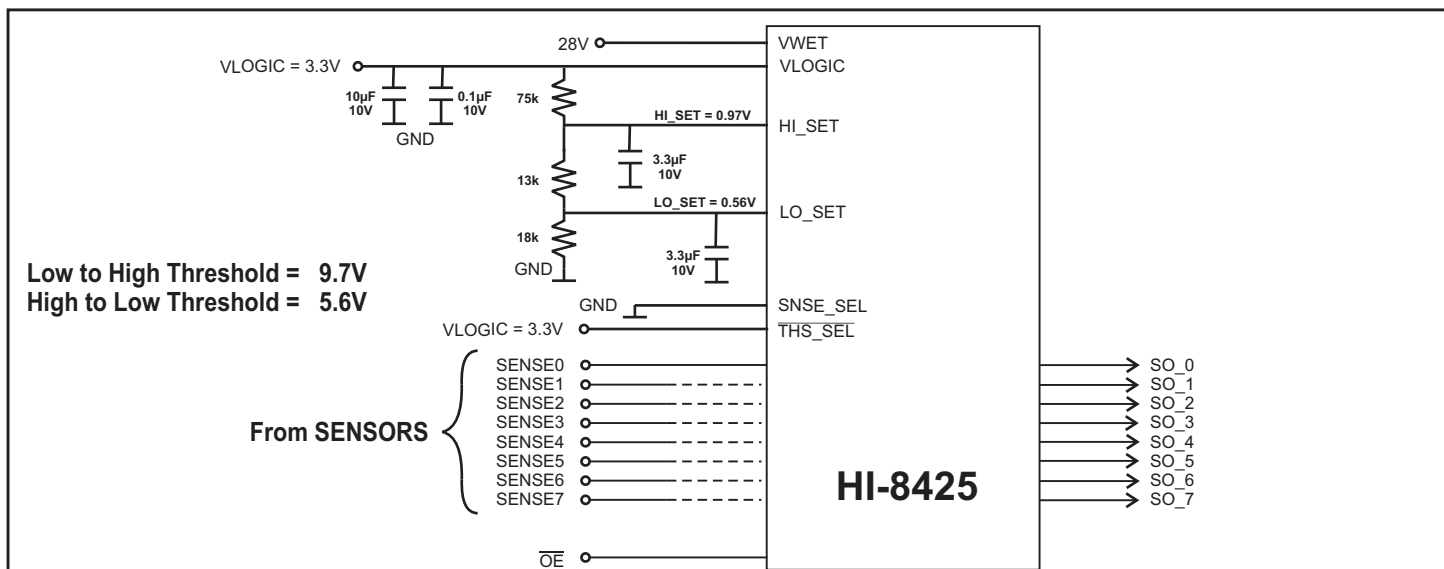 28V
VWET
VLOGIC = 3.3V
VLOGIC
10µF
10V
0.1µF
10V
GND
75k
HI_SET = 0.97V
HI_SET
3.3µF
10V
13k
LO_SET = 0.56V
LO_SET
18k
GND
3.3µF
10V
Low to High Threshold = 9.7V
High to Low Threshold = 5.6V
GND
SNSE_SEL
VLOGIC = 3.3V
THS_SEL
From SENSORS
SENSE0
SENSE1
SENSE2
SENSE3
SENSE4
SENSE5
SENSE6
SENSE7
HI-8425
SO_0
SO_1
SO_2
SO_3
SO_4
SO_5
SO_6
SO_7
OE